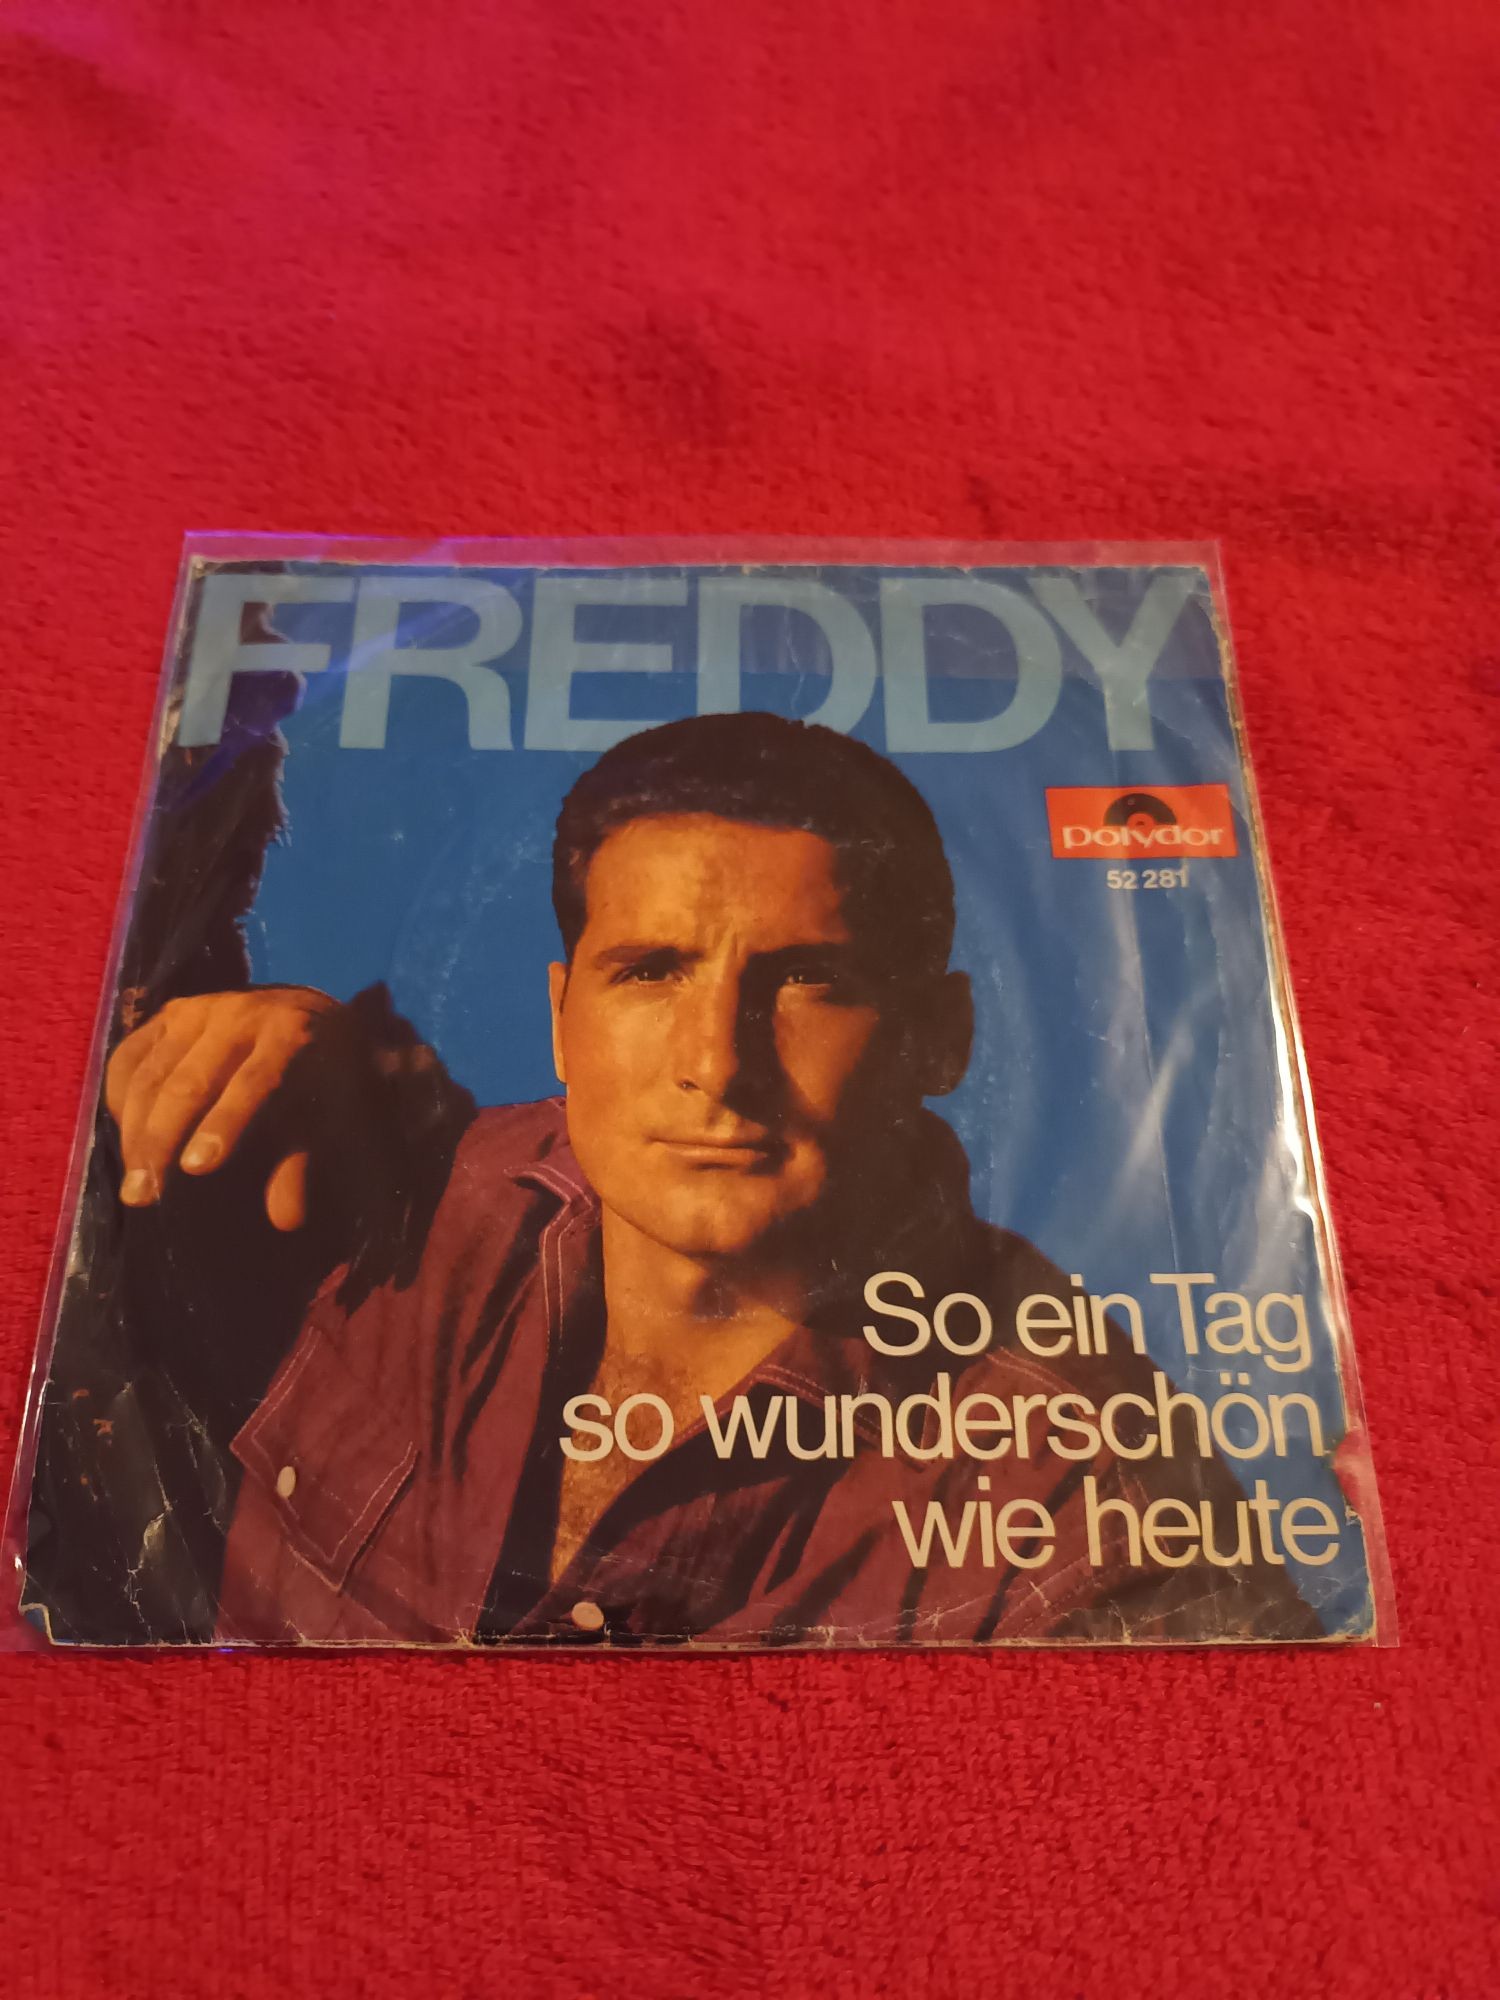 FREDDY
polydor
52 281
So ein Tag
so wunderschön
wie heute